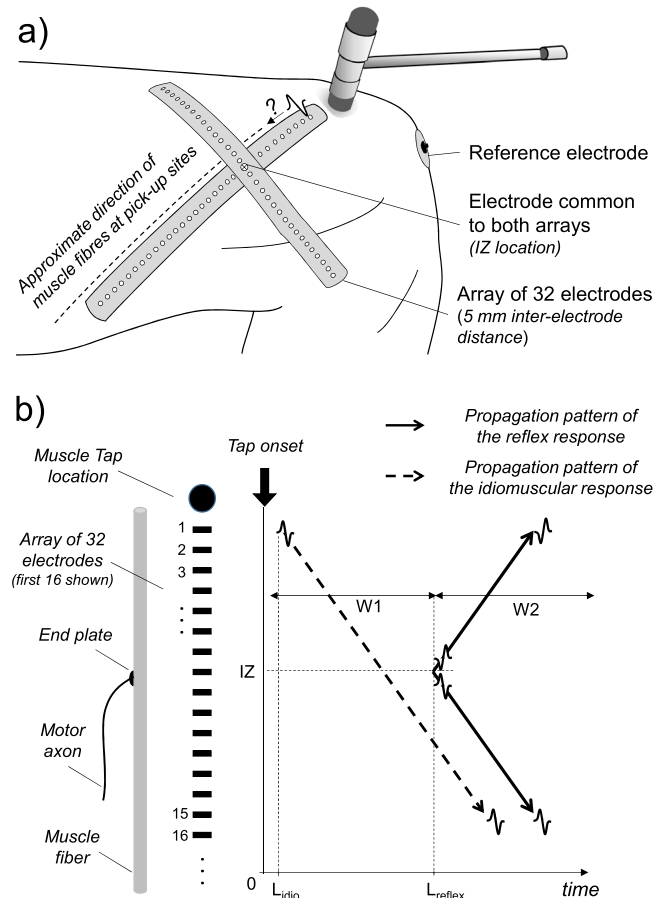 a)
?
Approximate direction of
muscle fibres at pick-up sites
Reference electrode
Electrode common
to both arrays
(IZ location)
Array of 32 electrodes
(5 mm inter-electrode
distance)
b)
Tap onset
Propagation pattern of
the reflex response
Propagation pattern of
the idiomuscular response
Muscle Tap
location
Array of 32
electrodes
(first 16 shown)
End plate
Motor
axon
Muscle
fiber
1
2
3
15
16
W1
W2
IZ
0
Lidio
Lreflex
time